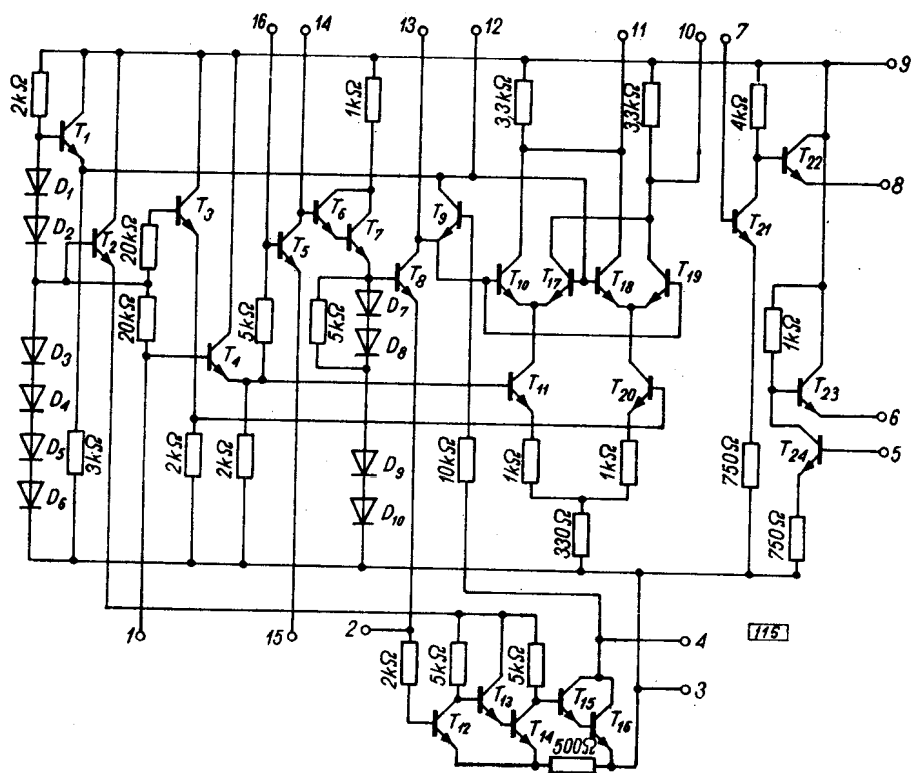 16 14 13 12 11 10 7
9
2kΩ T1 1kΩ 3,3kΩ 3,3kΩ 4kΩ
T22
8
D1 T3 T6 T9 T21
D2 T2 20kΩ T5 T7 T8 T10 T17 T18 T19
20kΩ 5kΩ 5kΩ D7
D3 T4 D8 1kΩ
T11 T20 T23
D4 6
D5 3kΩ 2kΩ 2kΩ D9 10kΩ 1kΩ 1kΩ 750Ω T24 5
D6 D10 330Ω 750Ω
1 15 2 4 116
2kΩ 5kΩ 5kΩ 3
T12 T13 T14 T15 T16
500Ω